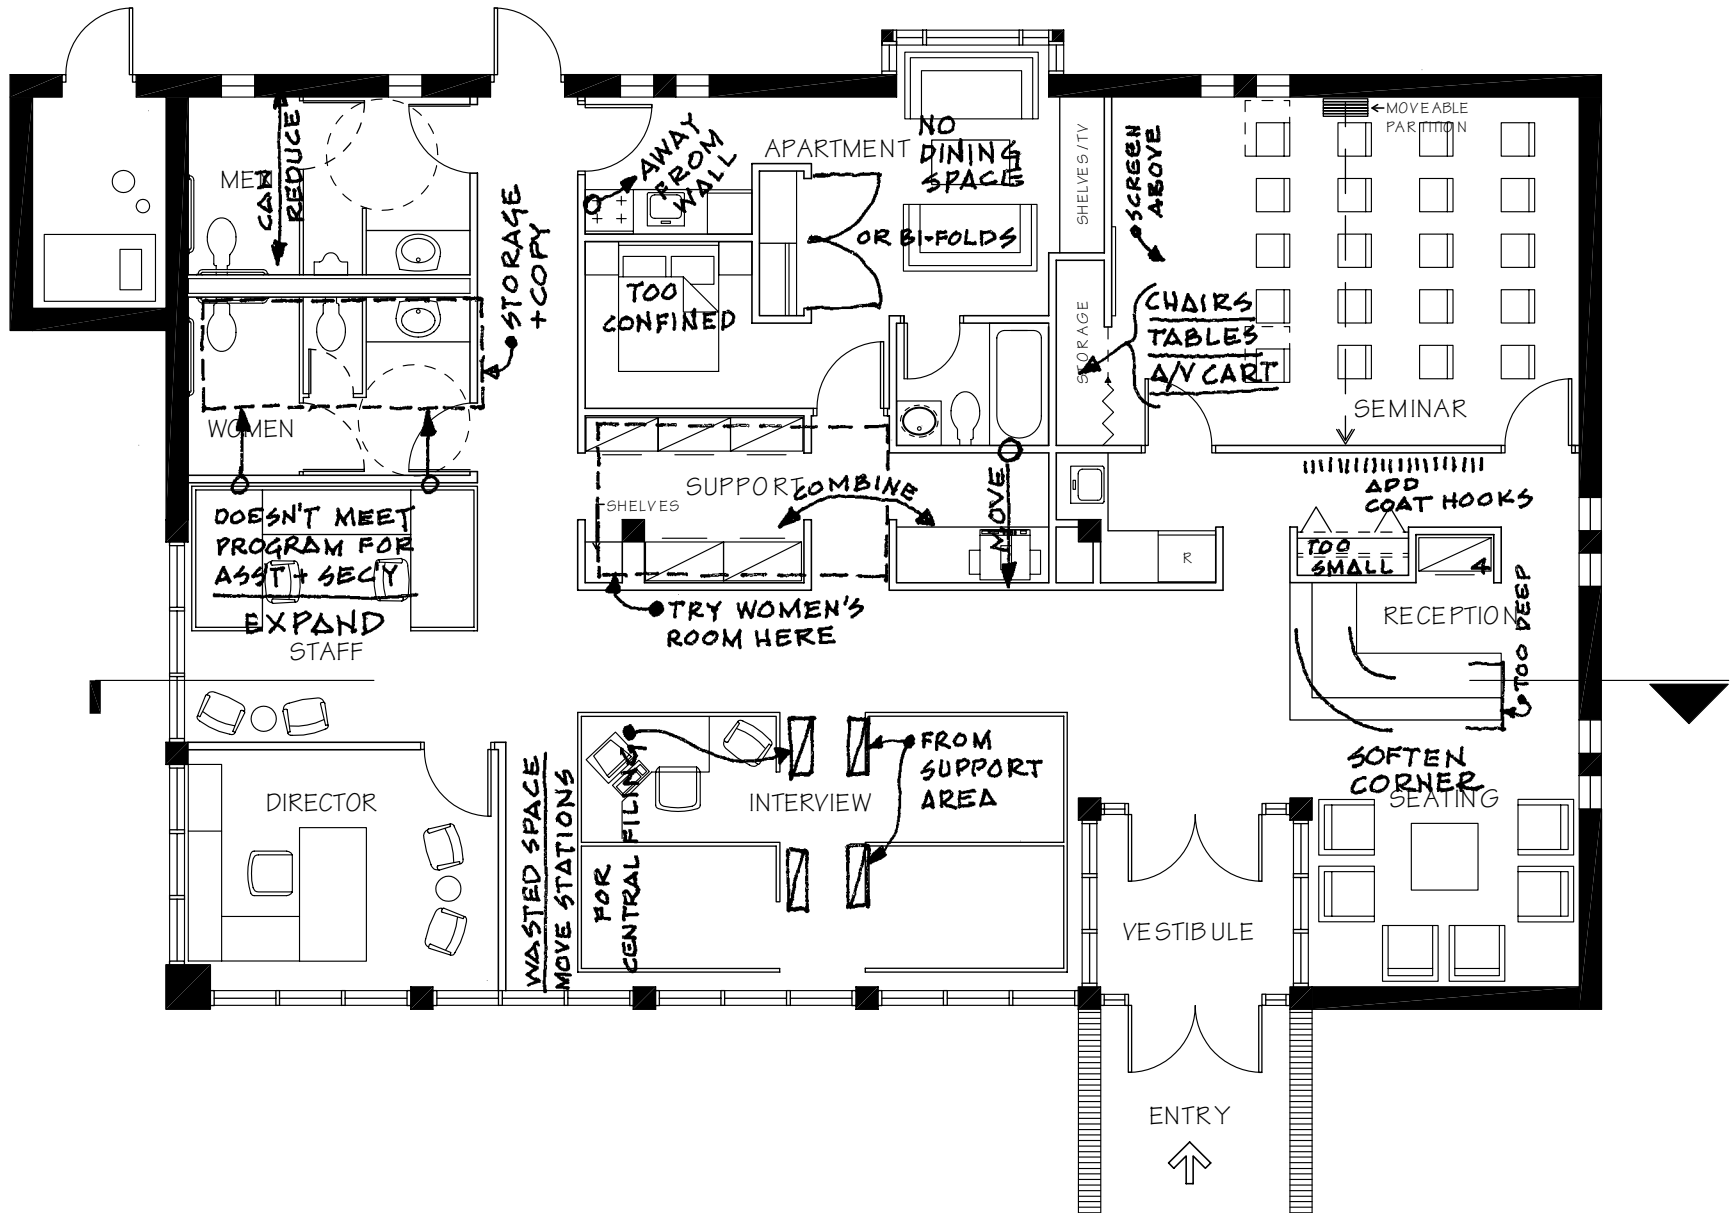 MOVEABLE
PARTITION
AWAY
FROM
WALL
APARTMENT
NO
DINING
SPACE
SHELVES/TV
SCREEN
ABOVE
MEN
CAN
REDUCE
STORAGE
+ COPY
OR BI-FOLDS
TOO
CONFINED
STORAGE
CHAIRS
TABLES
A/V CART
WOMEN
SEMINAR
SUPPORT
COMBINE
SHELVES
MOVE
ADD
COAT HOOKS
DOESN'T MEET
PROGRAM FOR
ASST + SEC'Y
EXPAND
STAFF
R
TOO
SMALL
4
TRY WOMEN'S
ROOM HERE
RECEPTION
TOO DEEP
SOFTEN
CORNER
SEATING
FROM
SUPPORT
AREA
DIRECTOR
INTERVIEW
WASTED SPACE
MOVE STATIONS
FOR
CENTRAL FILING
VESTIBULE
ENTRY